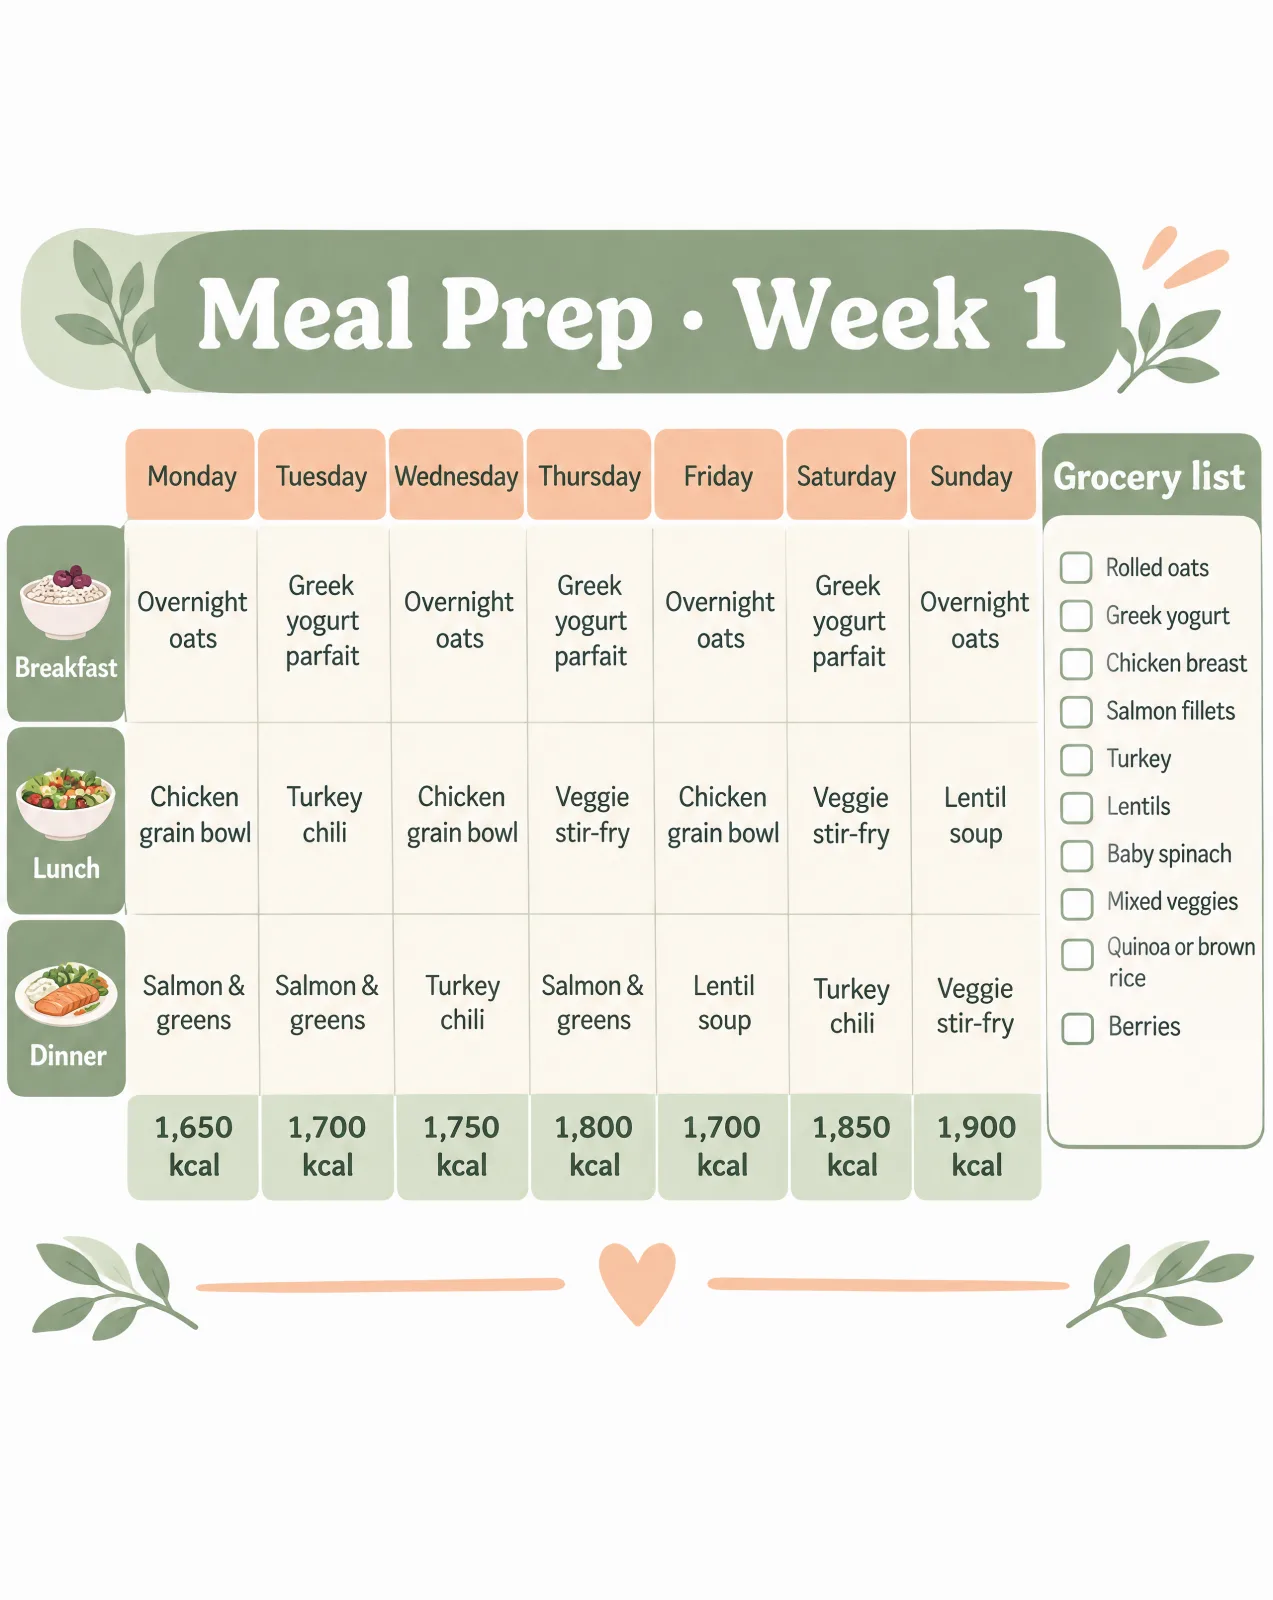 Meal Prep • Week 1
Monday
Tuesday
Wednesday
Thursday
Friday
Saturday
Sunday
Breakfast
Overnight
oats
Greek
yogurt
parfait
Overnight
oats
Greek
yogurt
parfait
Overnight
oats
Greek
yogurt
parfait
Overnight
oats
Lunch
Chicken
grain bowl
Turkey
chili
Chicken
grain bowl
Veggie
stir-fry
Chicken
grain bowl
Veggie
stir-fry
Lentil
soup
Dinner
Salmon &
greens
Salmon &
greens
Turkey
chili
Salmon &
greens
Lentil
soup
Turkey
chili
Veggie
stir-fry
1,650
kcal
1,700
kcal
1,750
kcal
1,800
kcal
1,700
kcal
1,850
kcal
1,900
kcal
Grocery list
Rolled oats
Greek yogurt
Chicken breast
Salmon fillets
Turkey
Lentils
Baby spinach
Mixed veggies
Quinoa or brown
rice
Berries